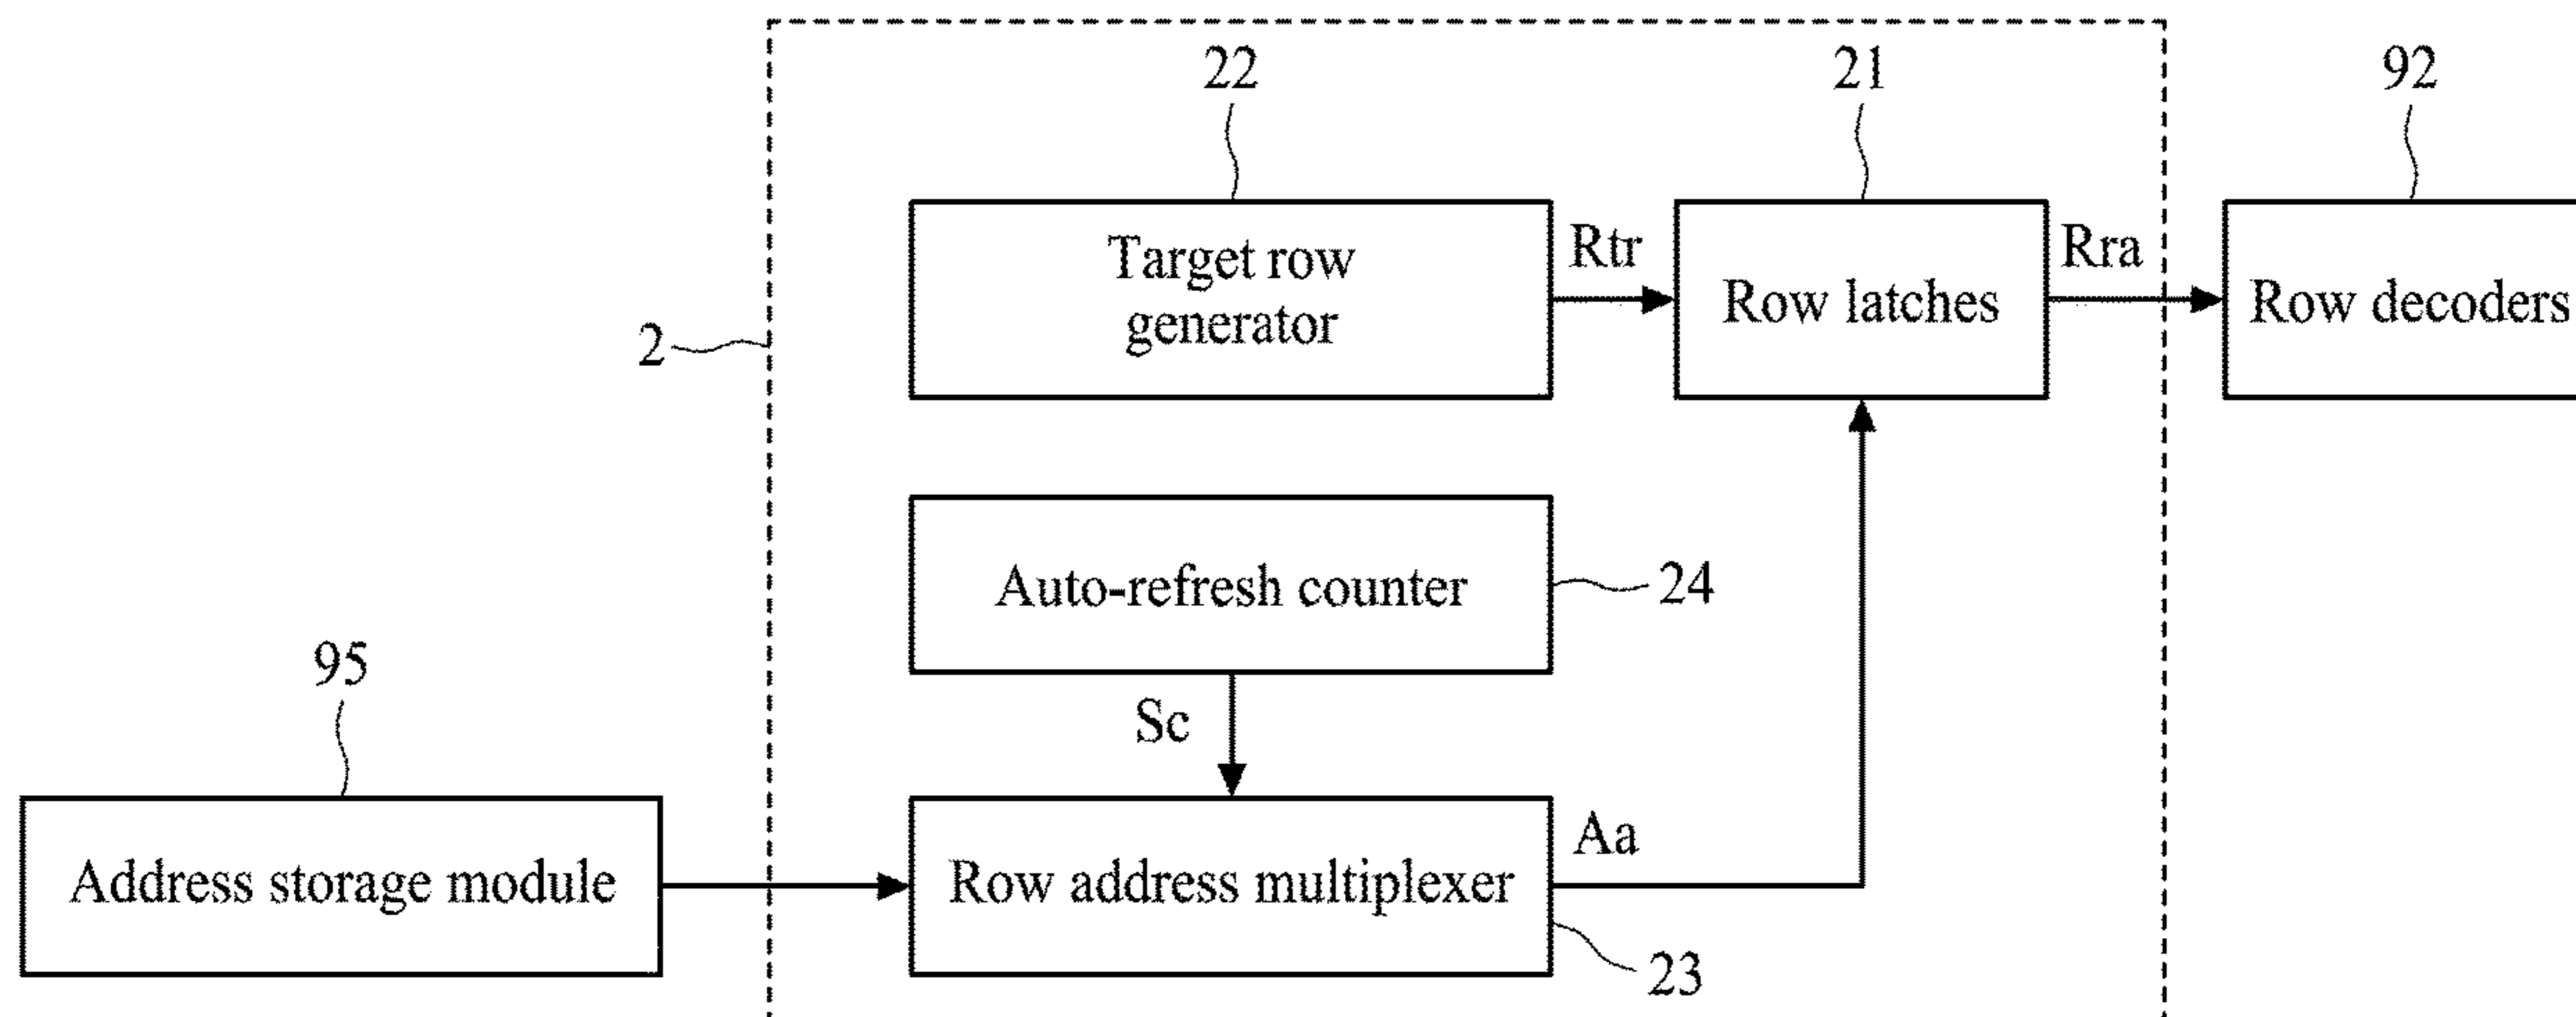 22
21
92
Target row
generator
Rtr
Row latches
Rra
Row decoders
2
Auto-refresh counter
24
95
Sc
Address storage module
Row address multiplexer
Aa
23